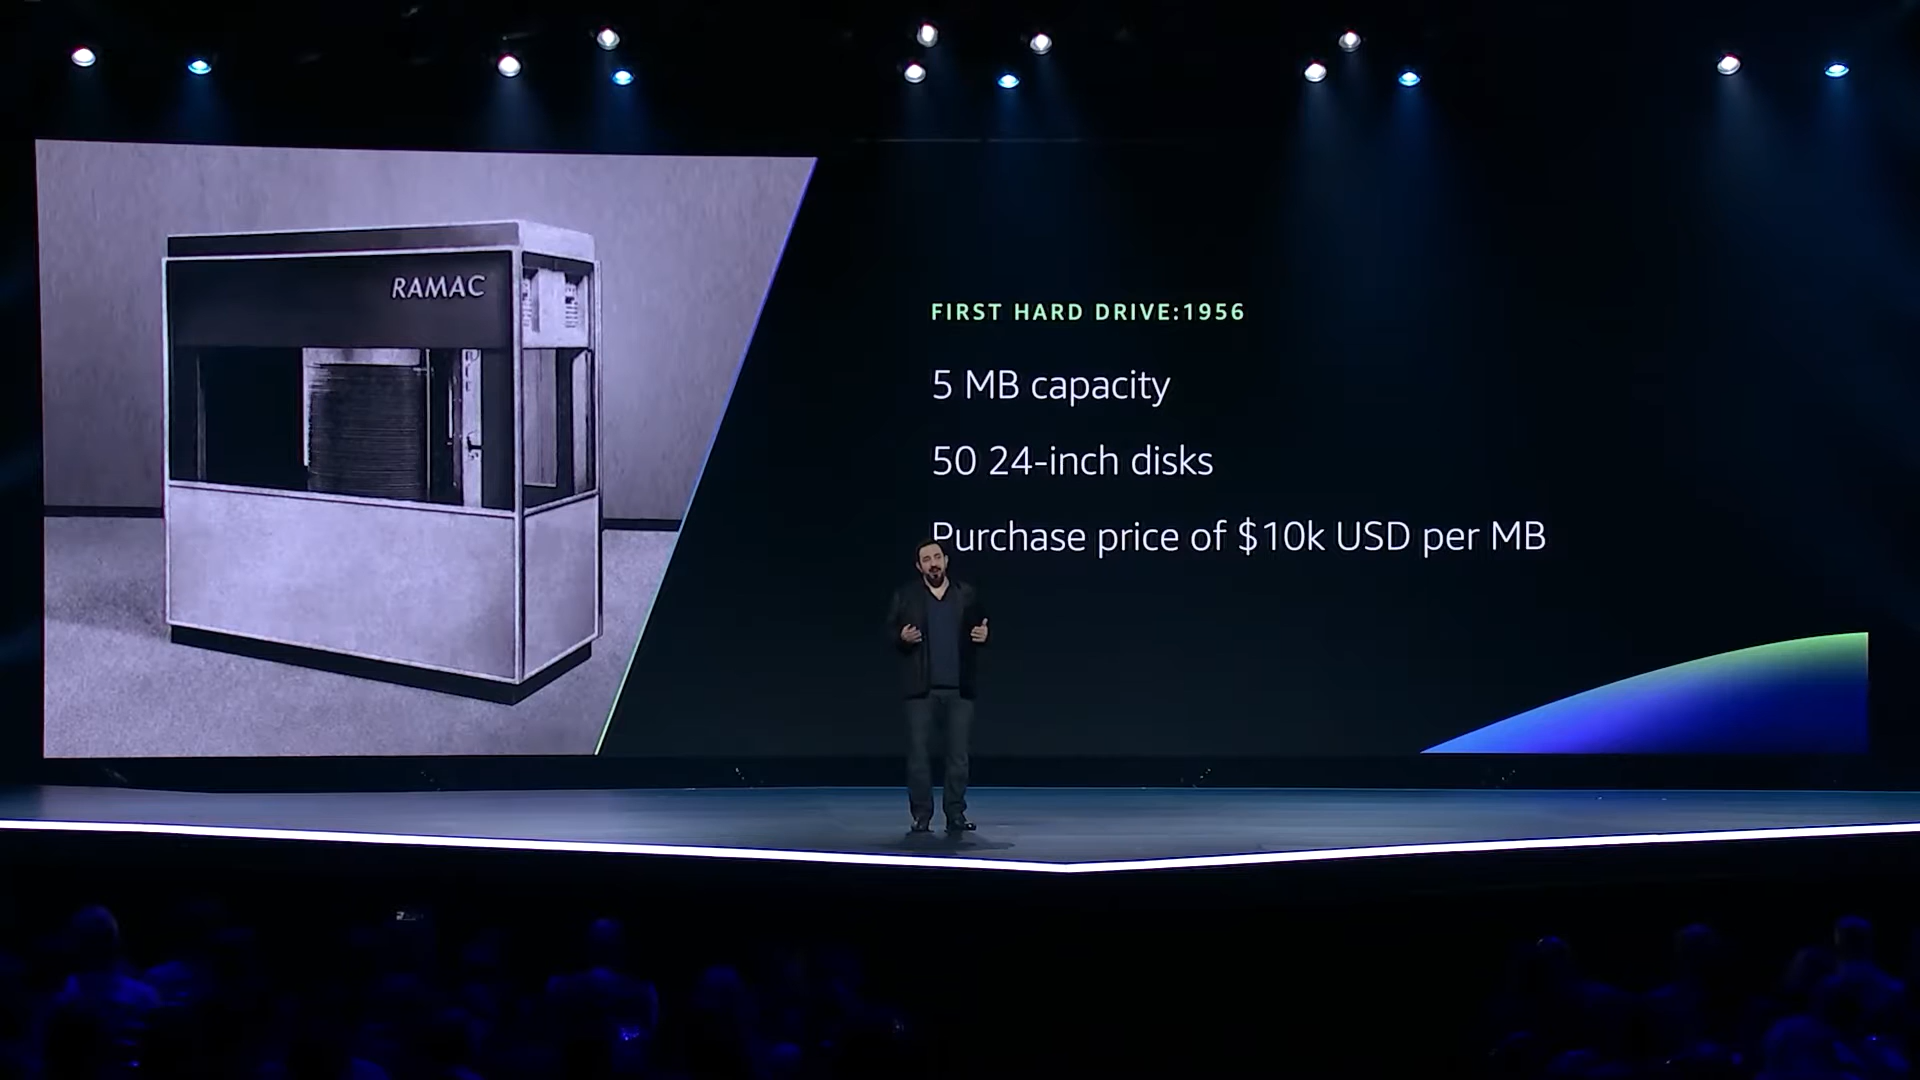 RAMAC
FIRST HARD DRIVE:1956
5 MB capacity
50 24-inch disks
Purchase price of $10k USD per MB